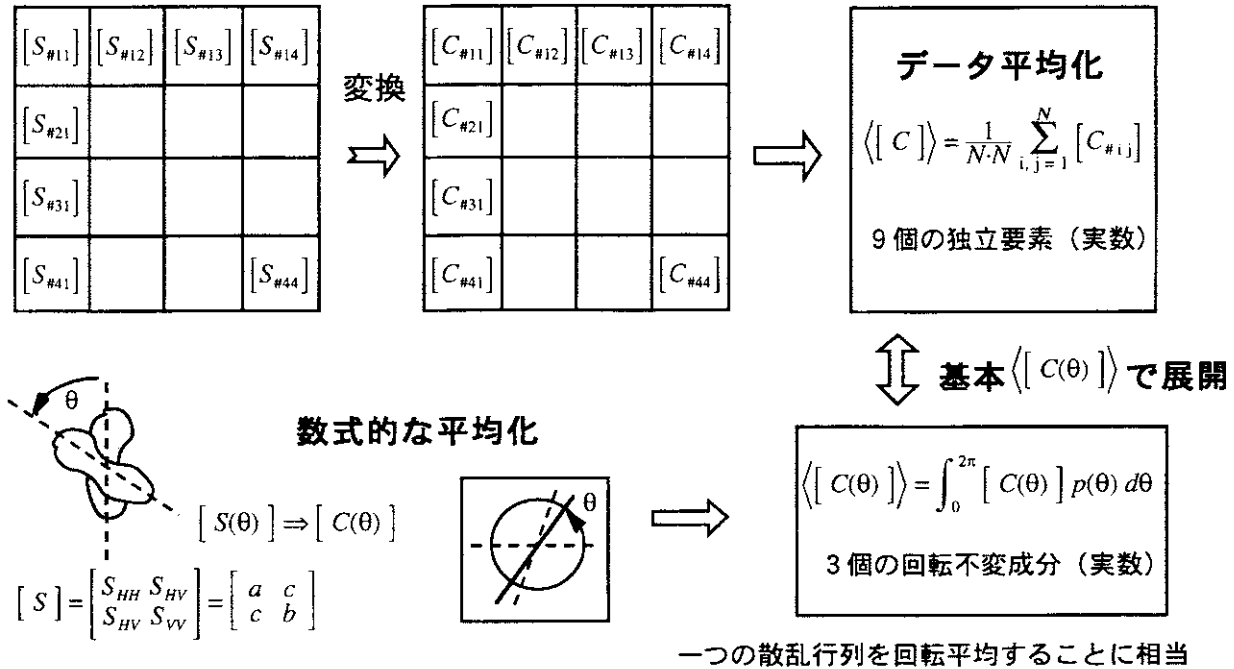 [S#11] [S#12] [S#13] [S#14]
[S#21]
[S#31]
[S#41] [S#44]
変換
[C#11] [C#12] [C#13] [C#14]
[C#21]
[C#31]
[C#41] [C#44]
データ平均化
⟨[ C ]⟩ = 1/N·N ∑ i, j = 1 N [C# i j]
9個の独立要素（実数）
基本⟨[ C(θ) ]⟩で展開
θ
数式的な平均化
[ S(θ) ] ⇒ [ C(θ) ]
[ S ] = [ S_HH S_HV S_HV S_VV ] = [ a c c b ]
θ
⟨[ C(θ) ]⟩ = ∫_0^2π [ C(θ) ] p(θ) dθ
3個の回転不変成分（実数）
一つの散乱行列を回転平均することに相当